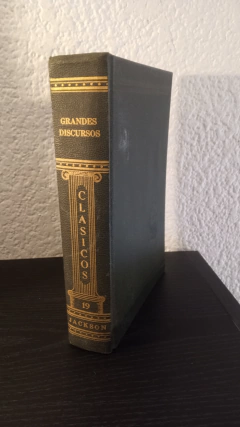 GRANDES
DISCURSOS
CLASICOS
19
JACKSON